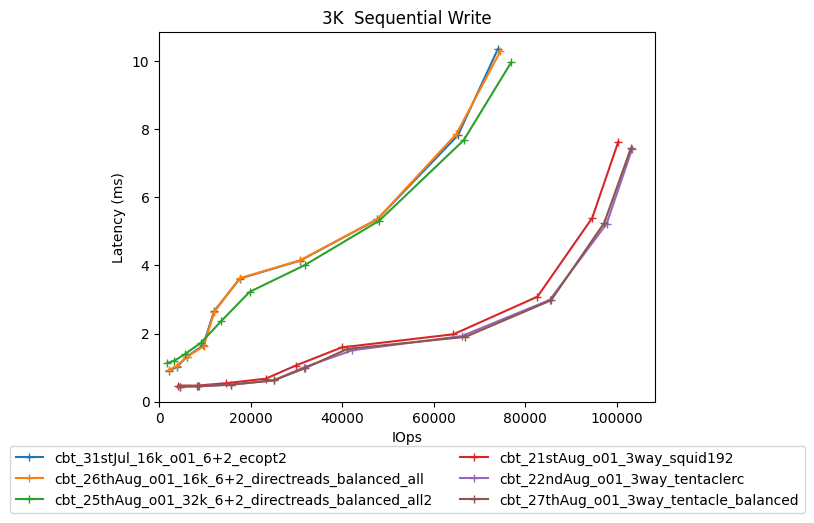 3K  Sequential Write
Latency (ms)
10
8
6
4
2
0
0 20000 40000 60000 80000 100000
IOps
cbt_31stJul_16k_o01_6+2_ecopt2
cbt_26thAug_o01_16k_6+2_directreads_balanced_all
cbt_25thAug_o01_32k_6+2_directreads_balanced_all2
cbt_21stAug_o01_3way_squid192
cbt_22ndAug_o01_3way_tentaclerc
cbt_27thAug_o01_3way_tentacle_balanced